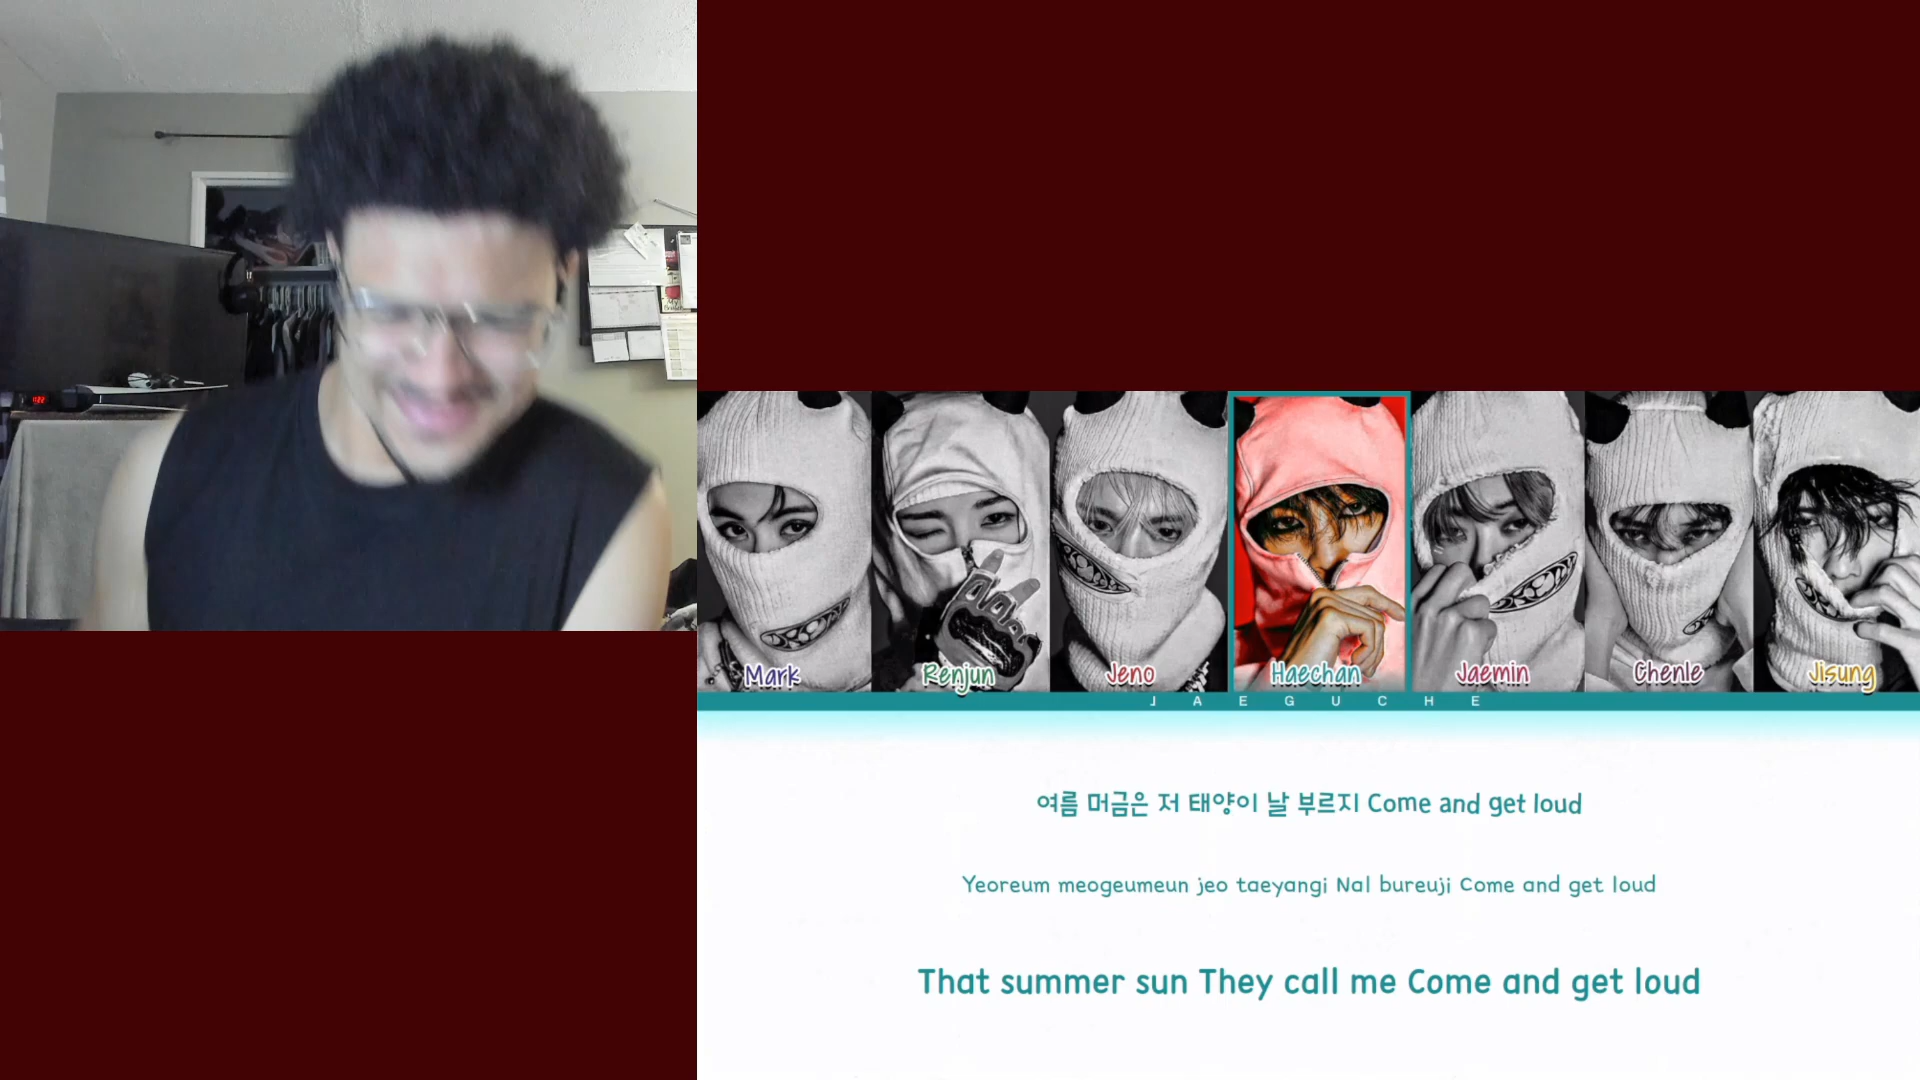 Mark
Renjun
Jeno
Haechan
Jaemin
Chenle
Jisung
JAEGUCHE
여름 머금은 저 태양이 날 부르지 Come and get loud
Yeoreum meogeumeun jeo taeyangi Nal bureuji Come and get loud
That summer sun They call me Come and get loud